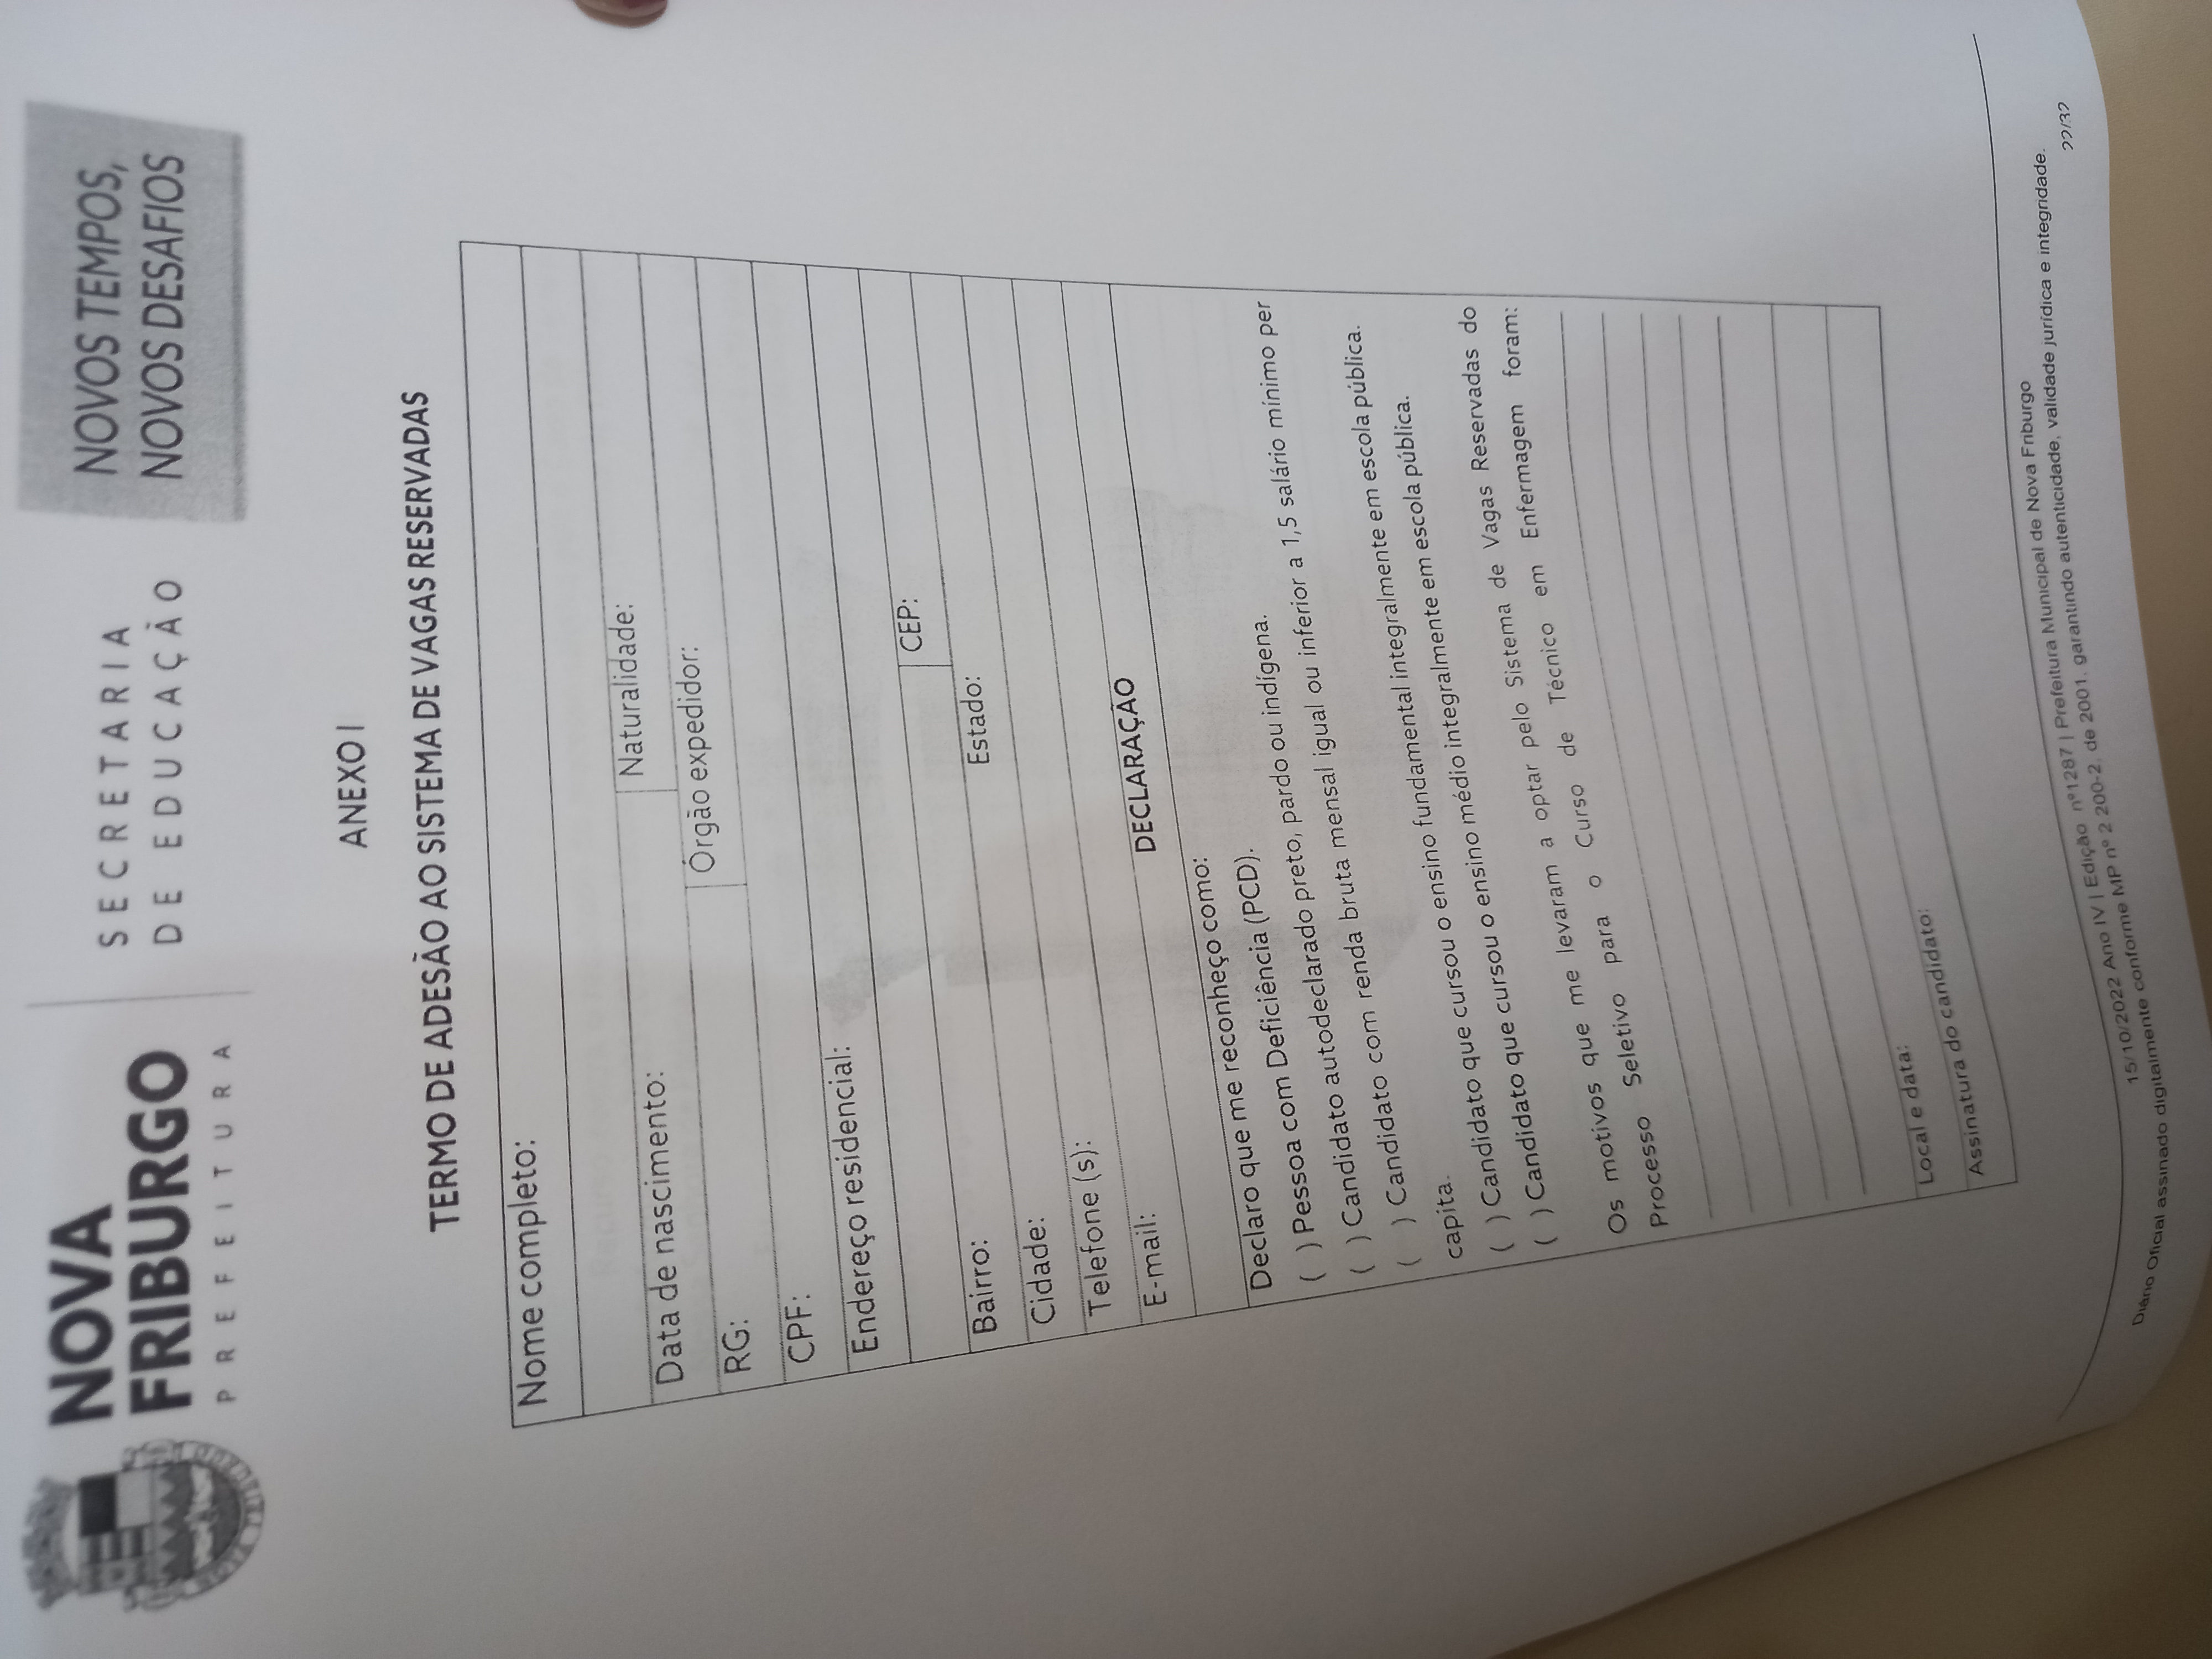 NOVA
FRIBURGO
PREFEITURA
SECRETARIA
DE EDUCAÇÃO
NOVOS TEMPOS,
NOVOS DESAFIOS
ANEXO I
TERMO DE ADESÃO AO SISTEMA DE VAGAS RESERVADAS
Nome completo:
Data de nascimento: Naturalidade:
RG: Órgão expedidor:
CPF:
Endereço residencial:
Bairro: CEP:
Cidade: Estado:
Telefone (s):
E-mail:
DECLARAÇÃO
Declaro que me reconheço como:
( ) Pessoa com Deficiência (PCD).
( ) Candidato autodeclarado preto, pardo ou indígena.
( ) Candidato com renda bruta mensal igual ou inferior a 1,5 salário mínimo per
capita.
( ) Candidato que cursou o ensino fundamental integralmente em escola pública.
( ) Candidato que cursou o ensino médio integralmente em escola pública.
Os motivos que me levaram a optar pelo Sistema de Vagas Reservadas do
Processo Seletivo para o Curso de Técnico em Enfermagem foram:
Local e data:
Assinatura do candidato:
15/10/2022 Ano IV | Edição nº1287 | Prefeitura Municipal de Nova Friburgo
Diário Oficial assinado digitalmente conforme MP nº 2.200-2, de 2001, garantindo autenticidade, validade jurídica e integridade.
22/32